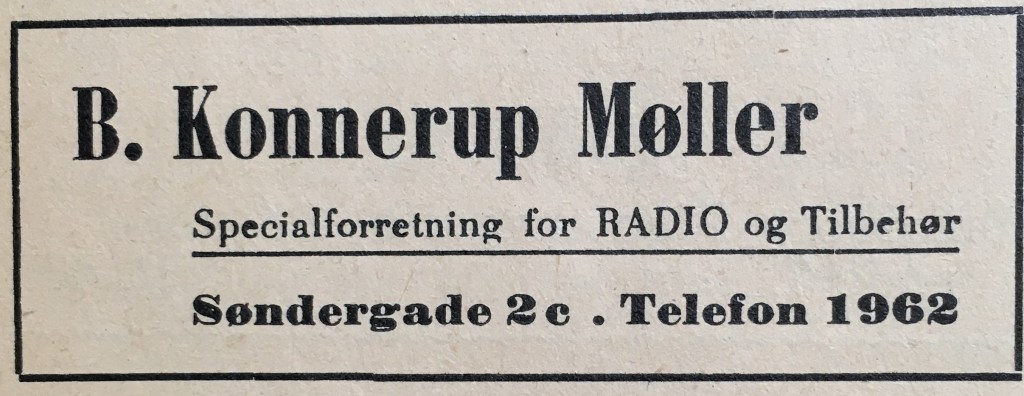 B. Konnerup Møller
Specialforretning for RADIO og Tilbehør
Søndergade 2c . Telefon 1962